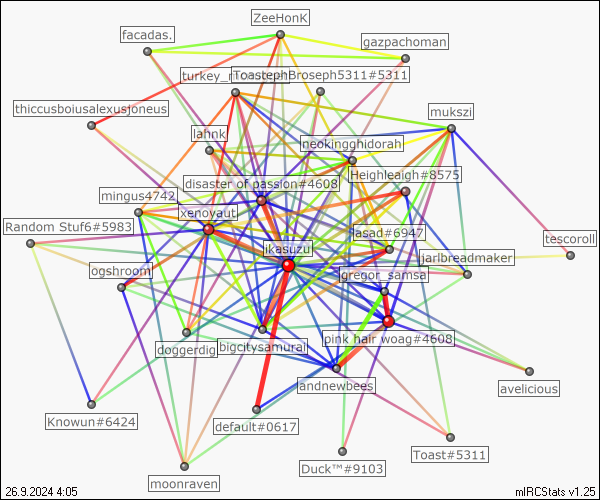 ZeeHonK
facadas.
gazpachoman
ToastephBroseph5311#5311
thiccusboiusalexusjoneus
mukszi
lahnk
neokingghidorah
Heighleaigh#8575
disaster of passion#4608
mingus4742
xenoyaut
Random Stuf6#5983
jasad#6947
tescoroll
ikasuzu
jarlbreadmaker
ogshroom
gregor_samsa
pink hair woag#4608
doggerdig
bigcitysamurai
andnewbees
avelicious
Knowun#6424
default#0617
Toast#5311
Duck™#9103
moonraven
26.9.2024 4:05
mIRCStats v1.25